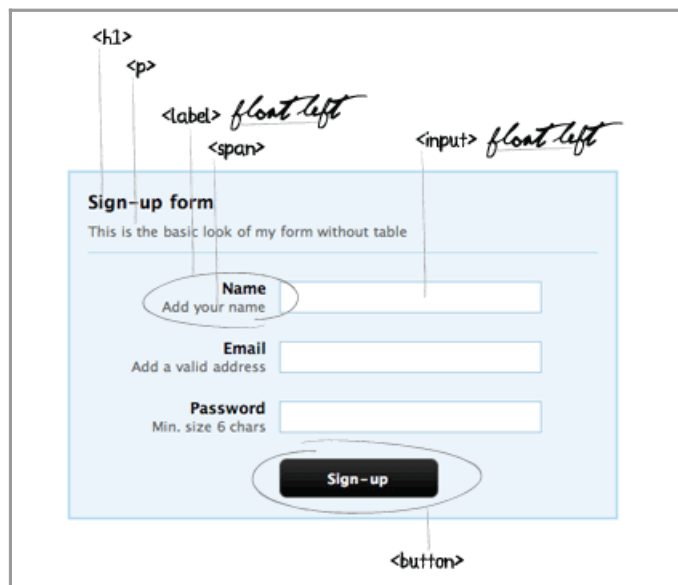 <h1>
<p>
<label> float left
<span>
<input> float left
Sign-up form
This is the basic look of my form without table
Name
Add your name
Email
Add a valid address
Password
Min. size 6 chars
Sign-up
<button>